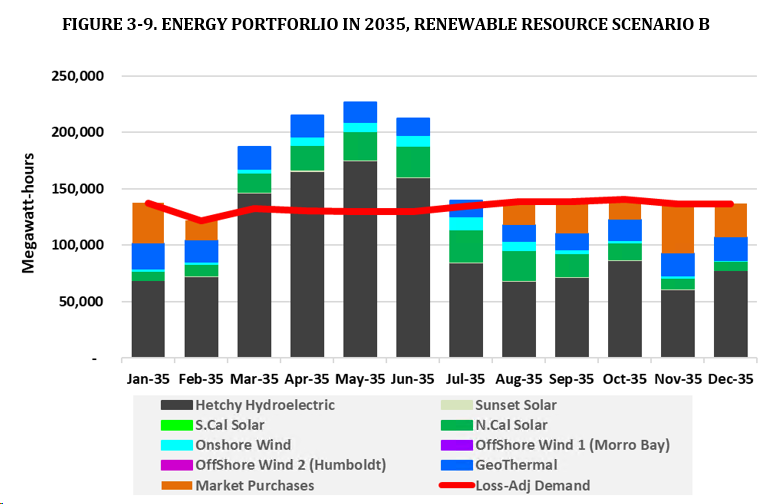 FIGURE 3-9. ENERGY PORTFORLIO IN 2035, RENEWABLE RESOURCE SCENARIO B
250,000
200,000
150,000
100,000
50,000
-
Megawatt-hours
Jan-35 Feb-35 Mar-35 Apr-35 May-35 Jun-35 Jul-35 Aug-35 Sep-35 Oct-35 Nov-35 Dec-35
Hetchy Hydroelectric Sunset Solar
S.Cal Solar N.Cal Solar
Onshore Wind OffShore Wind 1 (Morro Bay)
OffShore Wind 2 (Humboldt) GeoThermal
Market Purchases Loss-Adj Demand